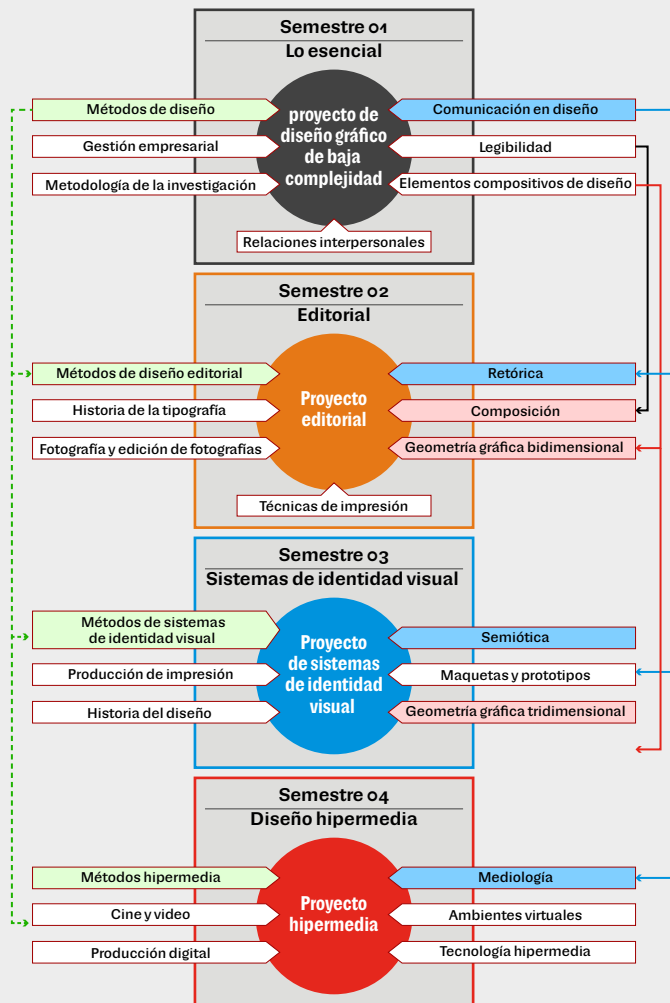 Semestre 01
Lo esencial
Métodos de diseño
Gestión empresarial
Metodología de la investigación
proyecto de
diseño gráfico
de baja
complejidad
Comunicación en diseño
Legibilidad
Elementos compositivos de diseño
Relaciones interpersonales
Semestre 02
Editorial
Métodos de diseño editorial
Historia de la tipografía
Fotografía y edición de fotografías
Proyecto
editorial
Retórica
Composición
Geometría gráfica bidimensional
Técnicas de impresión
Semestre 03
Sistemas de identidad visual
Métodos de sistemas
de identidad visual
Producción de impresión
Historia del diseño
Proyecto
de sistemas
de identidad
visual
Semiótica
Maquetas y prototipos
Geometría gráfica tridimensional
Semestre 04
Diseño hipermedia
Métodos hipermedia
Cine y video
Producción digital
Proyecto
hipermedia
Mediología
Ambientes virtuales
Tecnología hipermedia